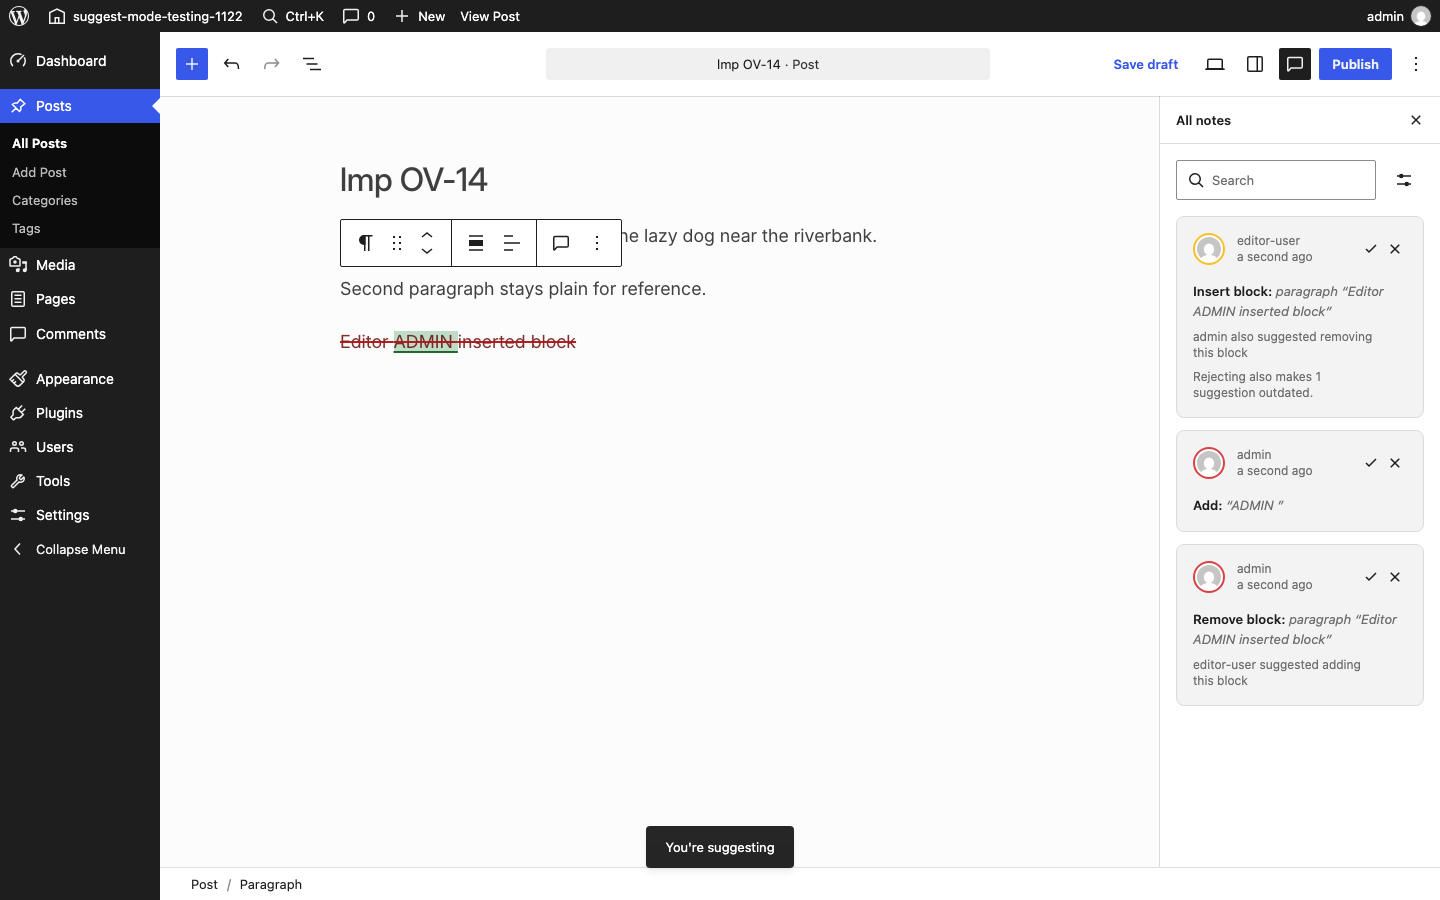 suggest-mode-testing-1122
Ctrl+K
0
New
View Post
admin
Dashboard
Posts
All Posts
Add Post
Categories
Tags
Media
Pages
Comments
Appearance
Plugins
Users
Tools
Settings
Collapse Menu
Imp OV-14 · Post
Save draft
Publish
Imp OV-14
he lazy dog near the riverbank.
Second paragraph stays plain for reference.
Editor ADMIN inserted block
All notes
Search
editor-user
a second ago
Insert block: paragraph “Editor
ADMIN inserted block”
admin also suggested removing
this block
Rejecting also makes 1
suggestion outdated.
admin
a second ago
Add: “ADMIN ”
admin
a second ago
Remove block: paragraph “Editor
ADMIN inserted block”
editor-user suggested adding
this block
You're suggesting
Post / Paragraph